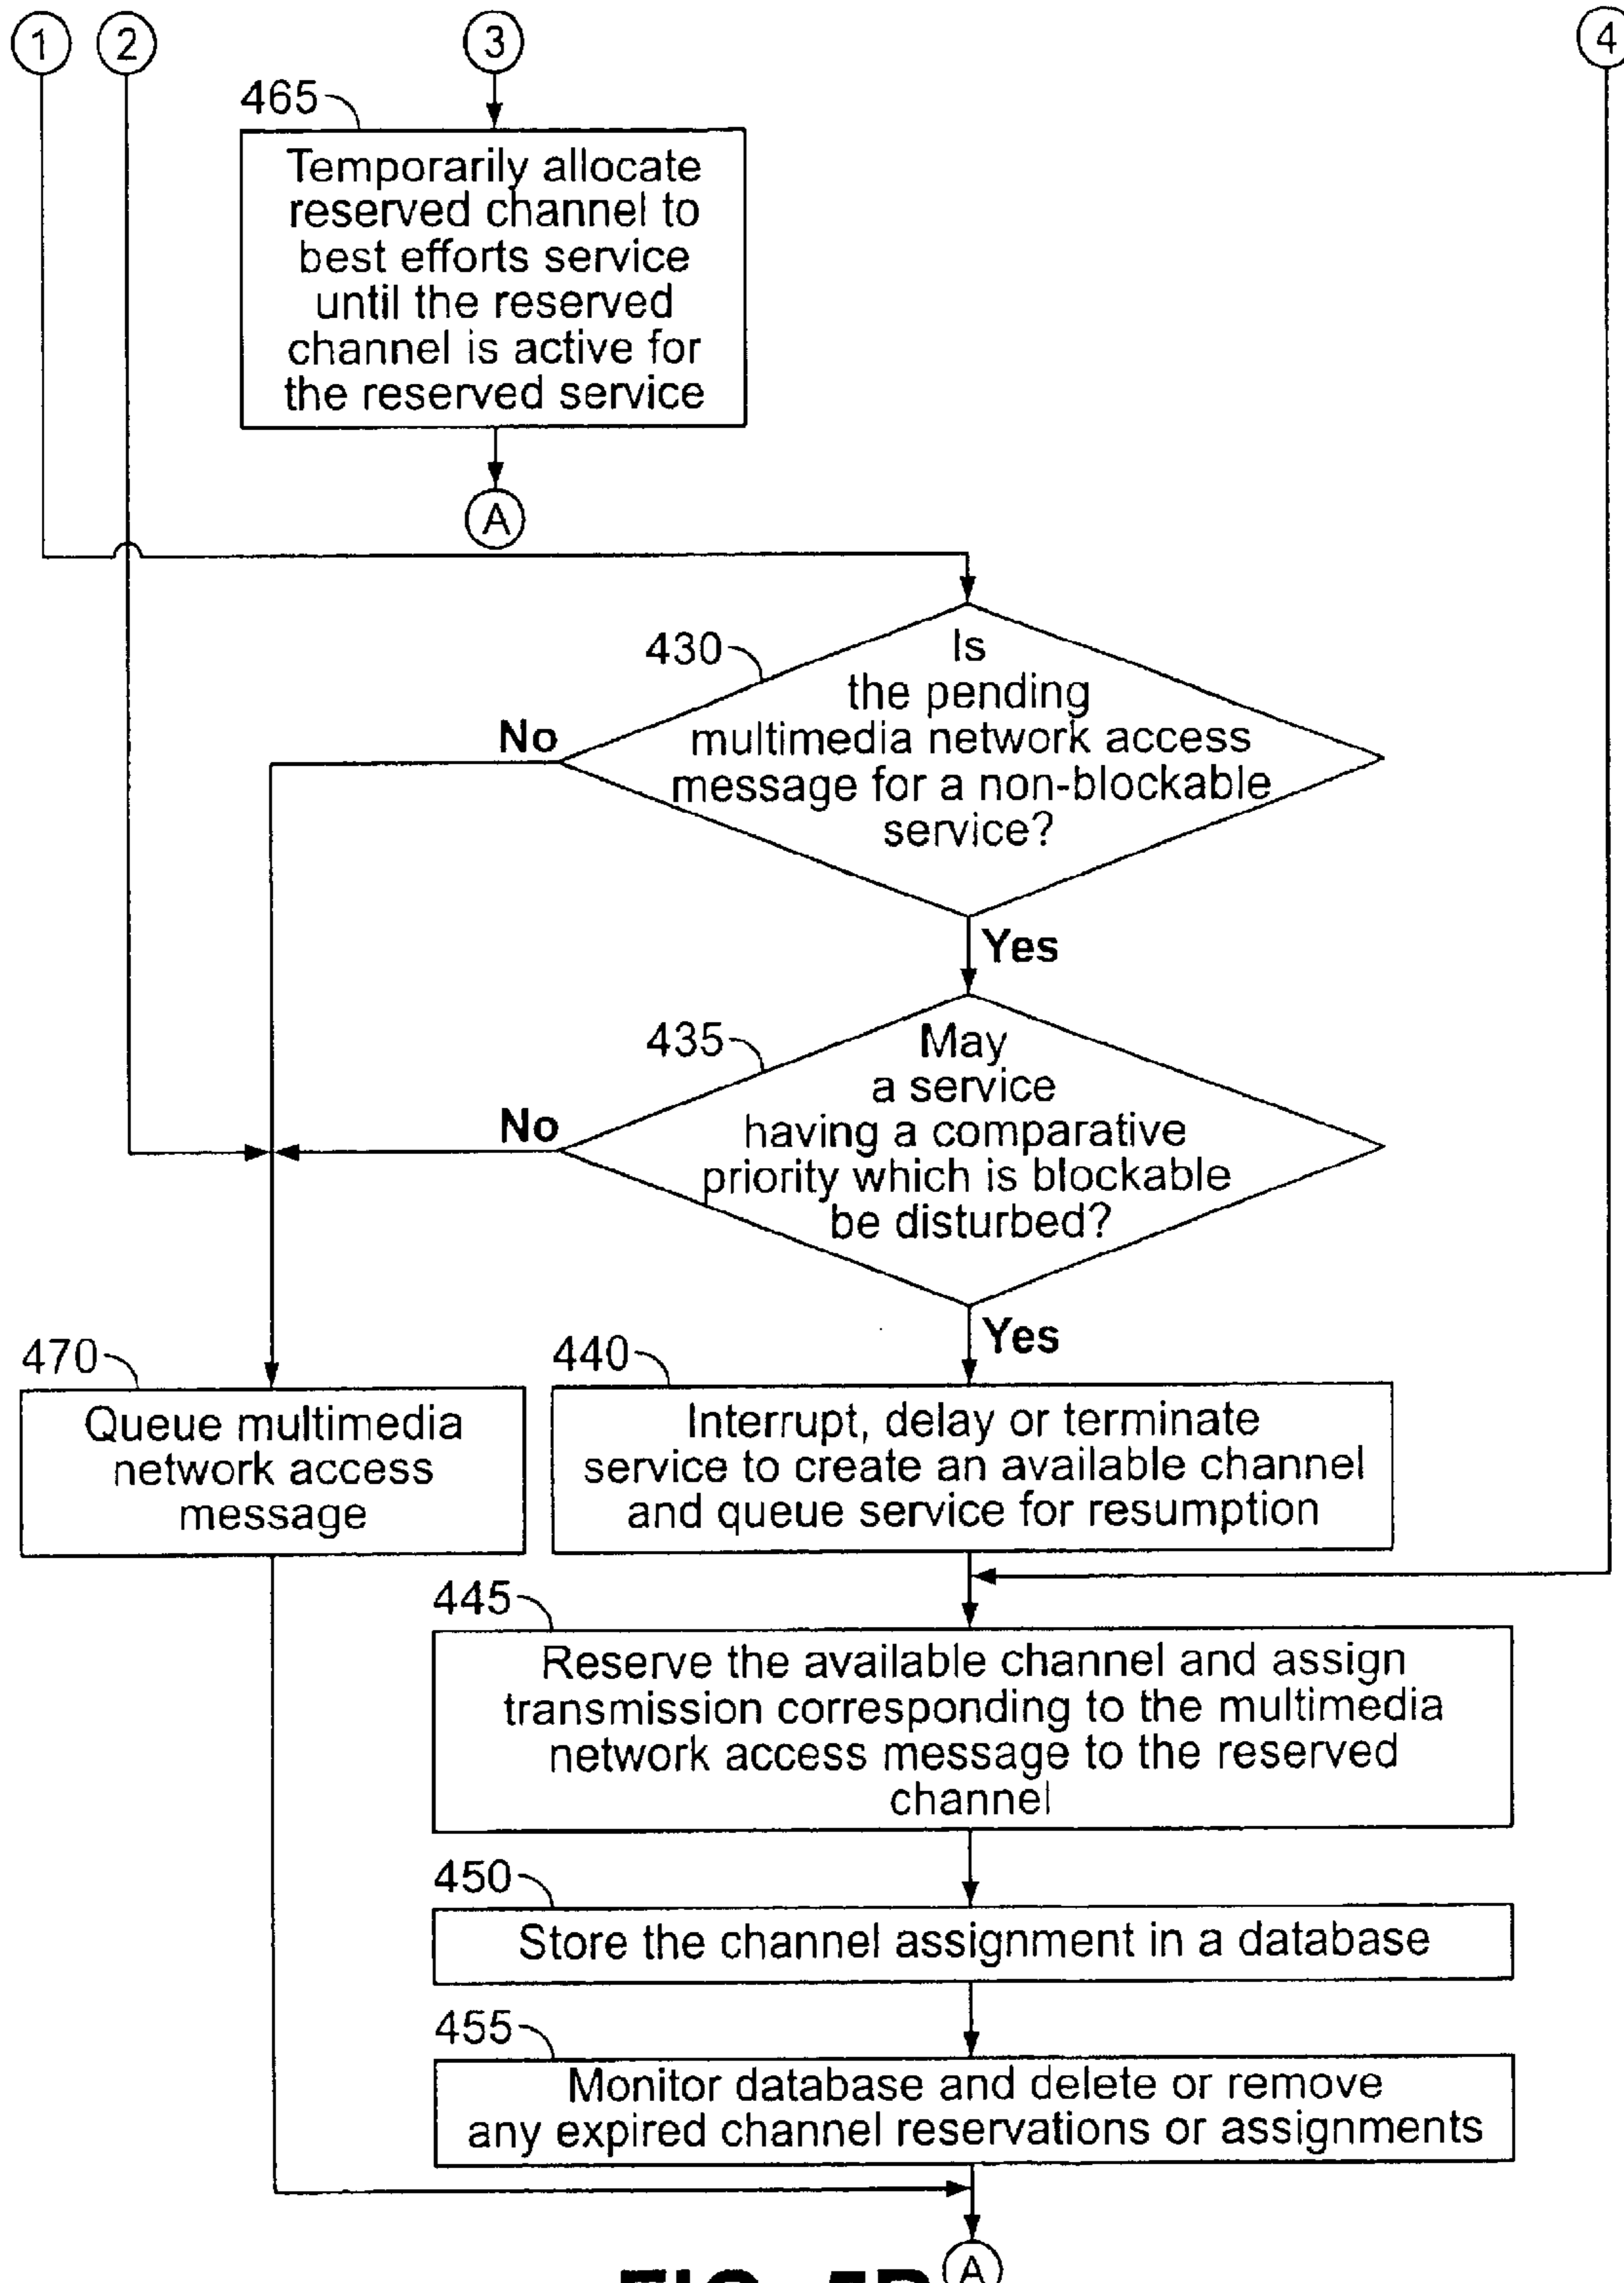 1 2 3 4
465
Temporarily allocate
reserved channel to
best efforts service
until the reserved
channel is active for
the reserved service
A
430
Is
the pending
multimedia network access
message for a non-blockable
service?
No
Yes
435
May
a service
having a comparative
priority which is blockable
be disturbed?
No
Yes
470
Queue multimedia
network access
message
440
Interrupt, delay or terminate
service to create an available channel
and queue service for resumption
445
Reserve the available channel and assign
transmission corresponding to the multimedia
network access message to the reserved
channel
450
Store the channel assignment in a database
455
Monitor database and delete or remove
any expired channel reservations or assignments
A